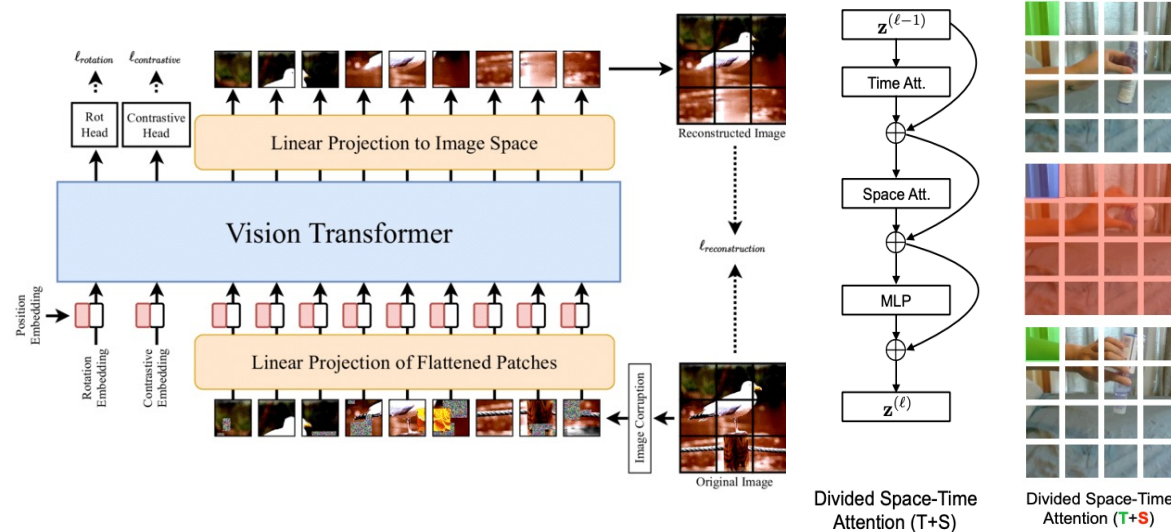 ℓrotation
ℓcontrastive
Rot
Head
Contrastive
Head
Linear Projection to Image Space
Reconstructed Image
Vision Transformer
ℓreconstruction
Position
Embedding
Rotation
Embedding
Contrastive
Embedding
Linear Projection of Flattened Patches
Image Corruption
Original Image
z(ℓ−1)
Time Att.
Space Att.
MLP
z(ℓ)
Divided Space-Time
Attention (T+S)
Divided Space-Time
Attention (T+S)